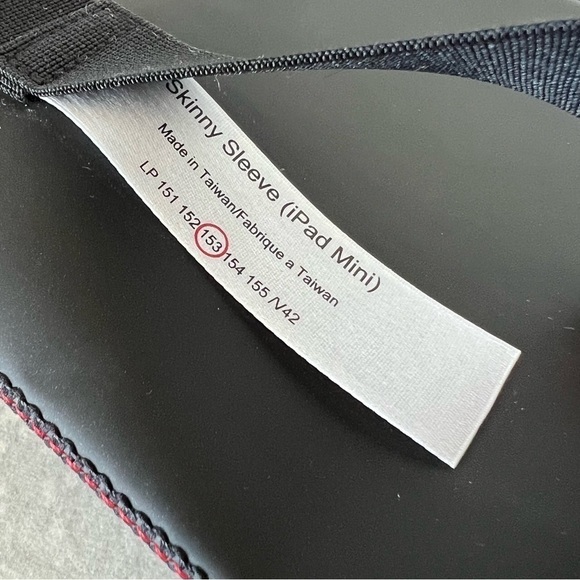 Skinny Sleeve (iPad Mini)
Made in Taiwan/Fabrique a Taiwan
LP 151 152 153 154 155 /V42